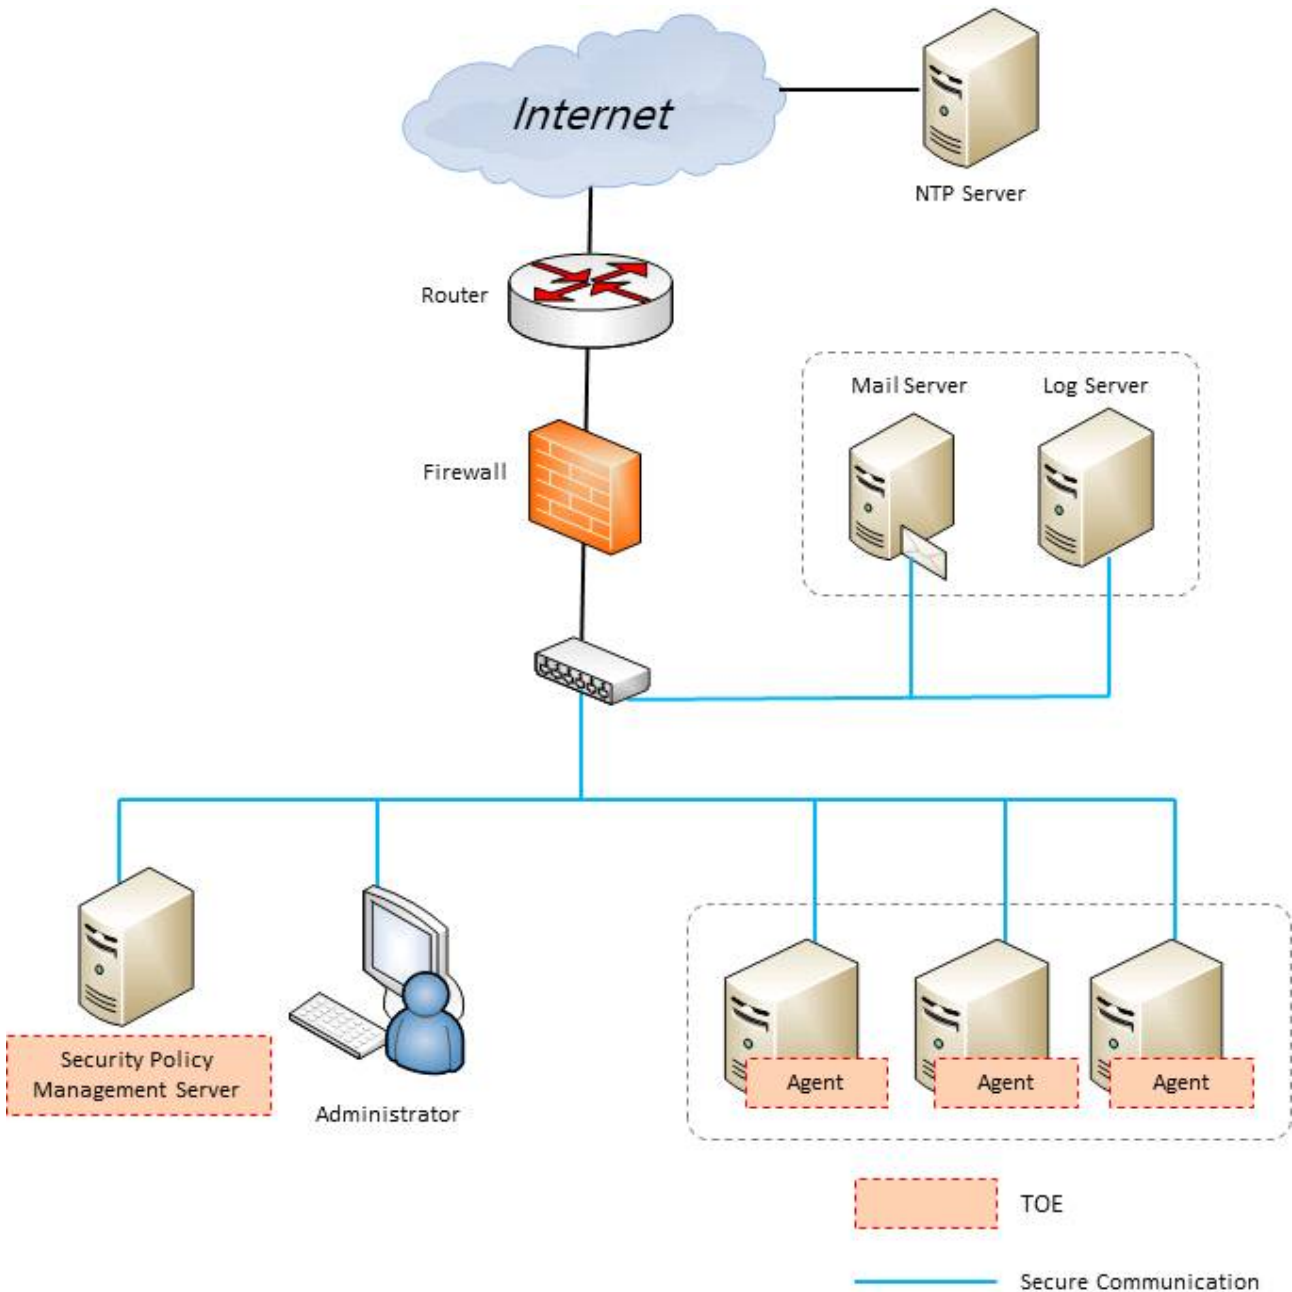 Internet
NTP Server
Router
Mail Server
Log Server
Firewall
Security Policy
Management Server
Administrator
Agent
Agent
Agent
TOE
Secure Communication